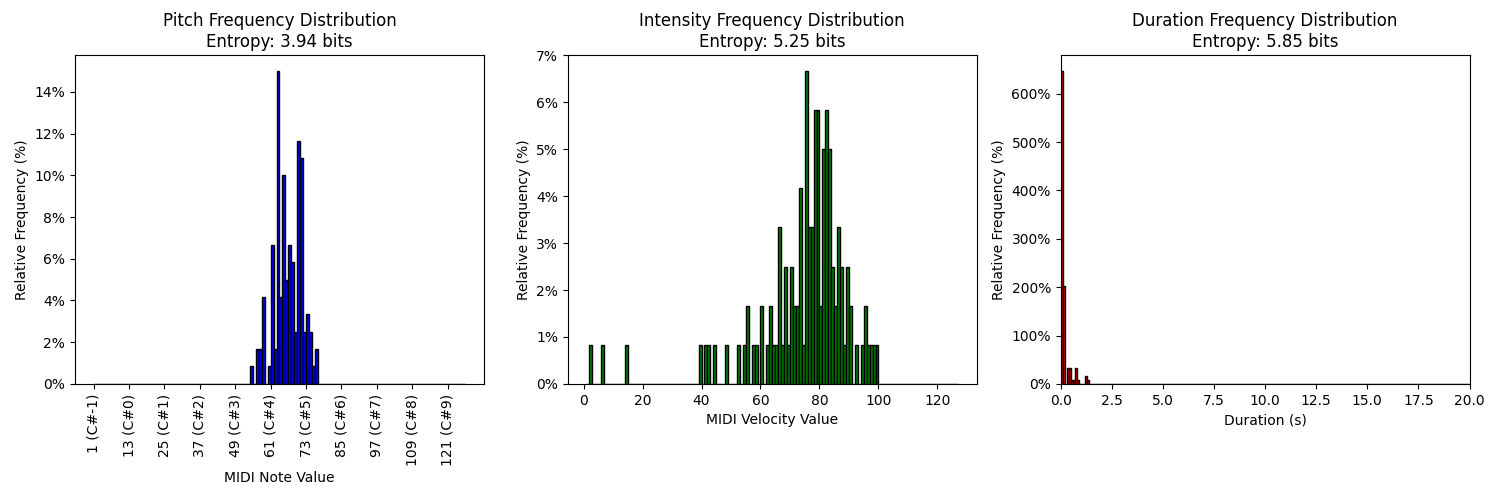 Pitch Frequency Distribution
Entropy: 3.94 bits
Relative Frequency (%)
14%
12%
10%
8%
6%
4%
2%
0%
1 (C#-1)
13 (C#0)
25 (C#1)
37 (C#2)
49 (C#3)
61 (C#4)
73 (C#5)
85 (C#6)
97 (C#7)
109 (C#8)
121 (C#9)
MIDI Note Value
Intensity Frequency Distribution
Entropy: 5.25 bits
Relative Frequency (%)
7%
6%
5%
4%
3%
2%
1%
0%
0 20 40 60 80 100 120
MIDI Velocity Value
Duration Frequency Distribution
Entropy: 5.85 bits
Relative Frequency (%)
600%
500%
400%
300%
200%
100%
0%
0.0 2.5 5.0 7.5 10.0 12.5 15.0 17.5 20.0
Duration (s)